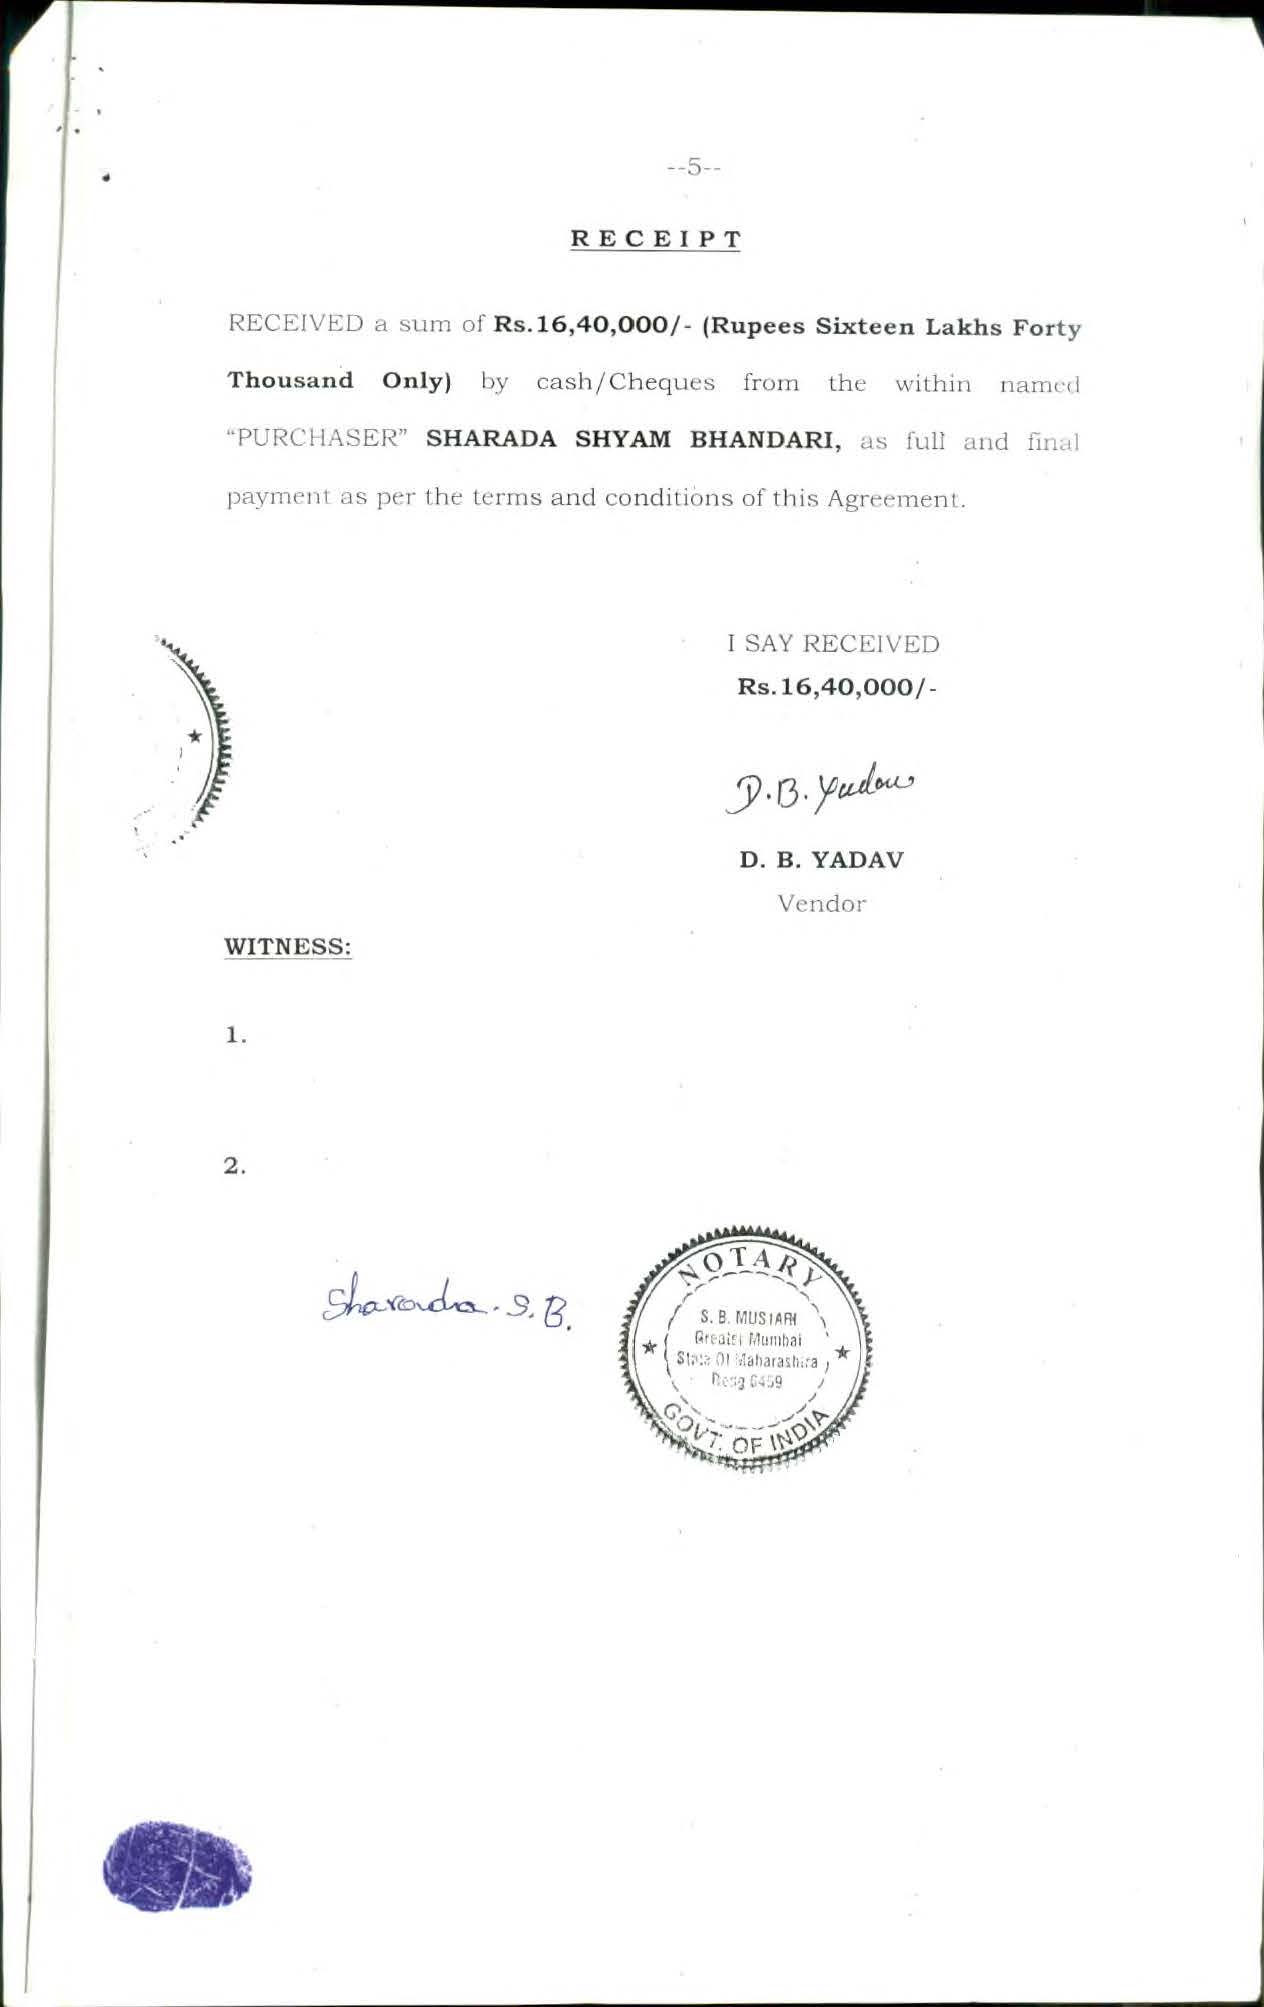 --5--
RECEIPT
RECEIVED a sum of Rs.16,40,000/- (Rupees Sixteen Lakhs Forty
Thousand Only) by cash/Cheques from the within named
“PURCHASER” SHARADA SHYAM BHANDARI, as full and final
payment as per the terms and conditions of this Agreement.
I SAY RECEIVED
Rs.16,40,000/-
D.B. Yadav
D. B. YADAV
Vendor
WITNESS:
1.
2.
Sharada. S. B.
NOTARY
S. B. MUSTARI
Greater Mumbai
State Of Maharashtra
6459
GOVT. OF INDIA